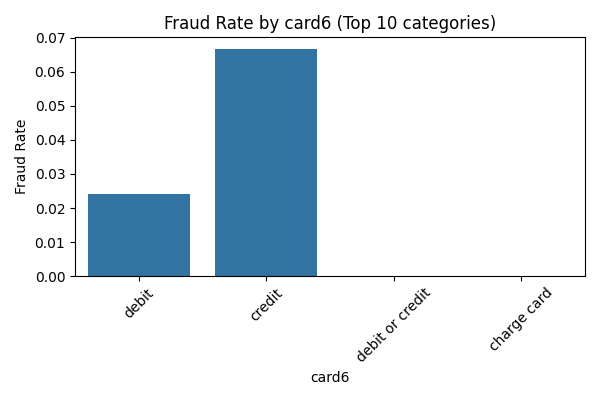 Fraud Rate by card6 (Top 10 categories)
Fraud Rate
0.07
0.06
0.05
0.04
0.03
0.02
0.01
0.00
debit
credit
debit or credit
charge card
card6